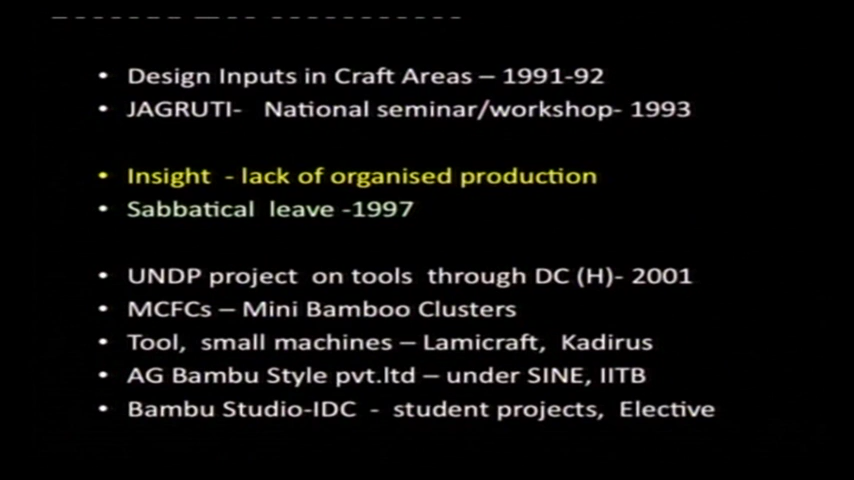 • Design Inputs in Craft Areas – 1991-92
• JAGRUTI- National seminar/workshop- 1993
• Insight - lack of organised production
• Sabbatical leave -1997
• UNDP project on tools through DC (H)- 2001
• MCFCs – Mini Bamboo Clusters
• Tool, small machines – Lamicraft, Kadirus
• AG Bambu Style pvt.ltd – under SINE, IITB
• Bambu Studio-IDC - student projects, Elective